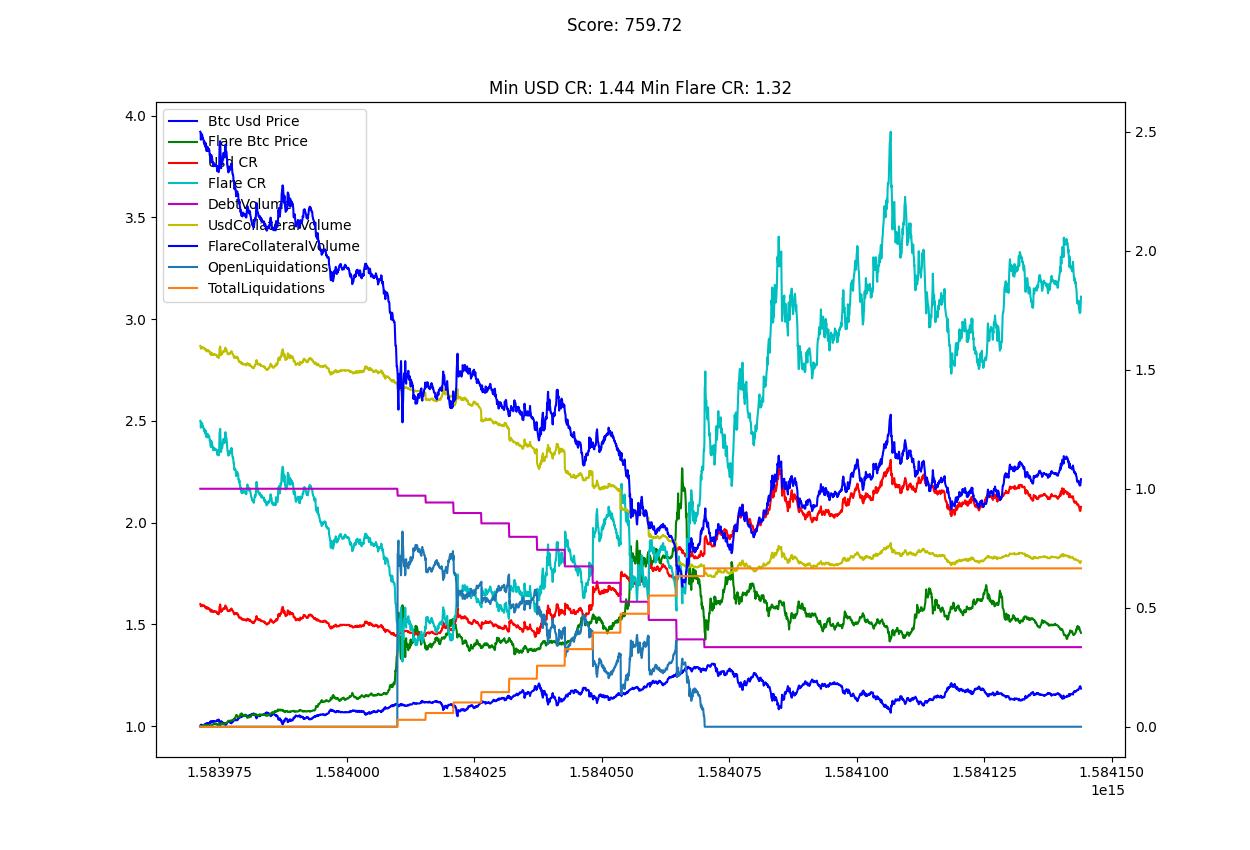 Score: 759.72
Min USD CR: 1.44 Min Flare CR: 1.32
Btc Usd Price
Flare Btc Price
Usd CR
Flare CR
DebtVolume
UsdCollateralVolume
FlareCollateralVolume
OpenLiquidations
TotalLiquidations
4.0
3.5
3.0
2.5
2.0
1.5
1.0
2.5
2.0
1.5
1.0
0.5
0.0
1.583975 1.584000 1.584025 1.584050 1.584075 1.584100 1.584125 1.584150
1e15